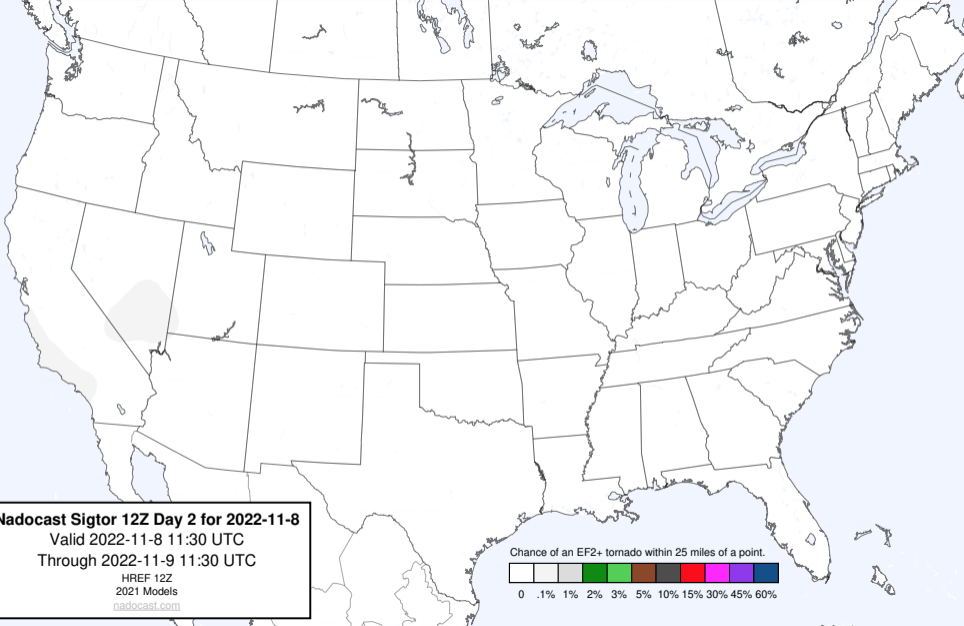 Nadocast Sigtor 12Z Day 2 for 2022-11-8
Valid 2022-11-8 11:30 UTC
Through 2022-11-9 11:30 UTC
HREF 12Z
2021 Models
nadocast.com
Chance of an EF2+ tornado within 25 miles of a point.
0 .1% 1% 2% 3% 5% 10% 15% 30% 45% 60%